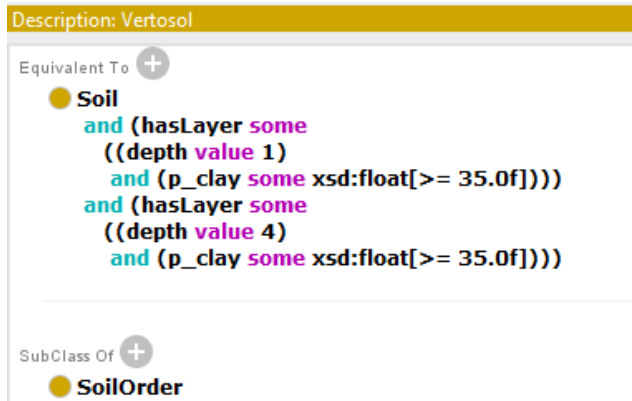 Description: Vertosol
Equivalent To
Soil
and (hasLayer some
((depth value 1)
and (p_clay some xsd:float[>= 35.0f])))
and (hasLayer some
((depth value 4)
and (p_clay some xsd:float[>= 35.0f])))
SubClass Of
SoilOrder